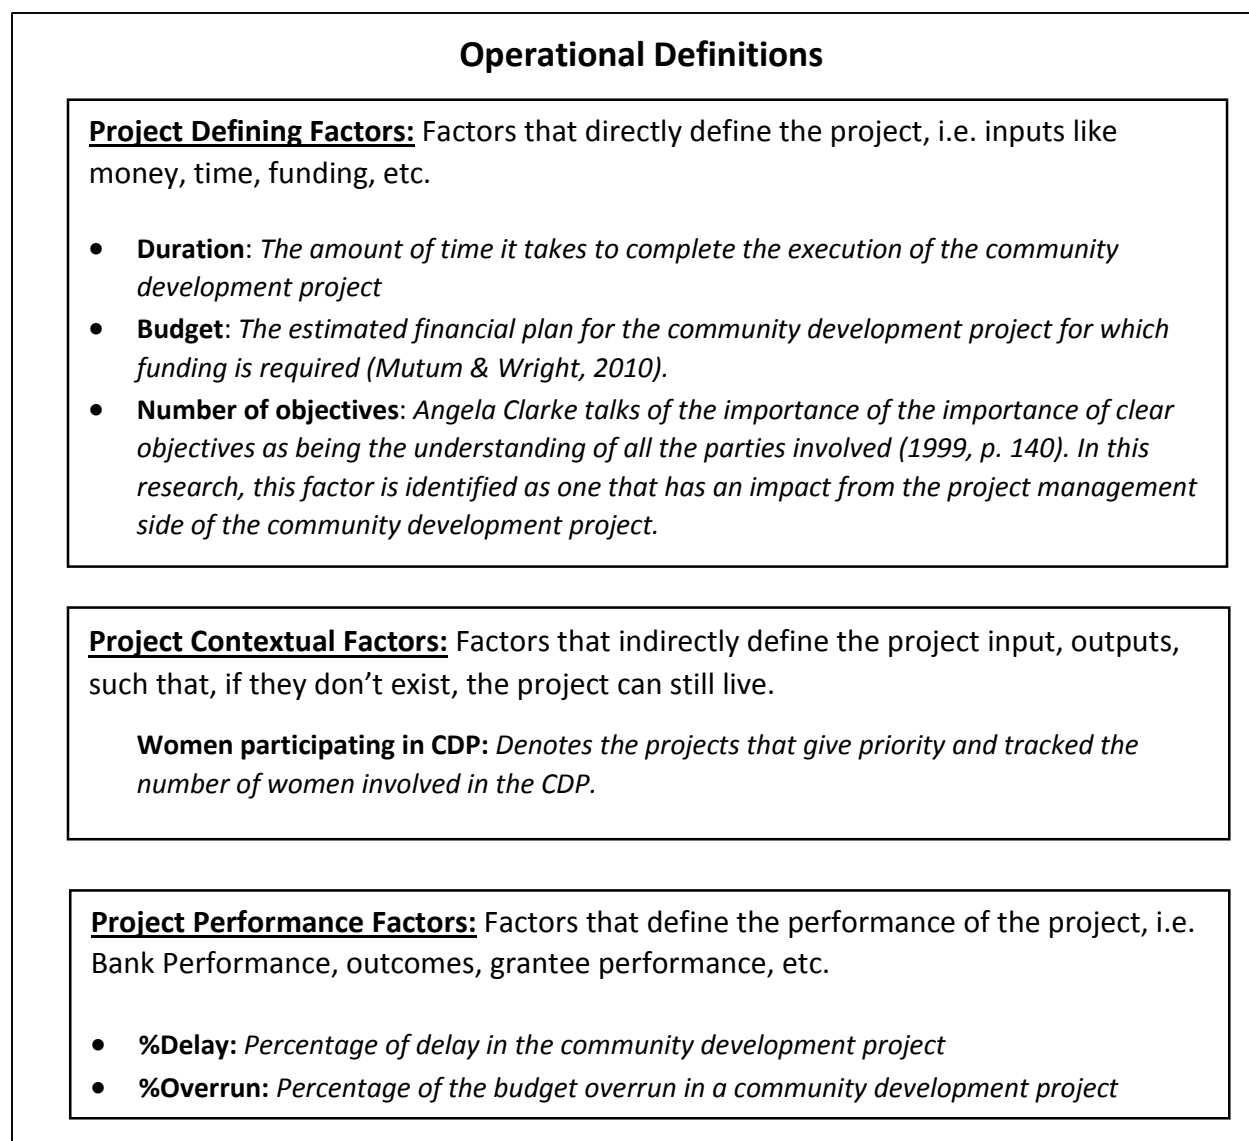 Operational Definitions
Project Defining Factors: Factors that directly define the project, i.e. inputs like
money, time, funding, etc.
• Duration: The amount of time it takes to complete the execution of the community
development project
• Budget: The estimated financial plan for the community development project for which
funding is required (Mutum & Wright, 2010).
• Number of objectives: Angela Clarke talks of the importance of the importance of clear
objectives as being the understanding of all the parties involved (1999, p. 140). In this
research, this factor is identified as one that has an impact from the project management
side of the community development project.
Project Contextual Factors: Factors that indirectly define the project input, outputs,
such that, if they don’t exist, the project can still live.
Women participating in CDP: Denotes the projects that give priority and tracked the
number of women involved in the CDP.
Project Performance Factors: Factors that define the performance of the project, i.e.
Bank Performance, outcomes, grantee performance, etc.
• %Delay: Percentage of delay in the community development project
• %Overrun: Percentage of the budget overrun in a community development project